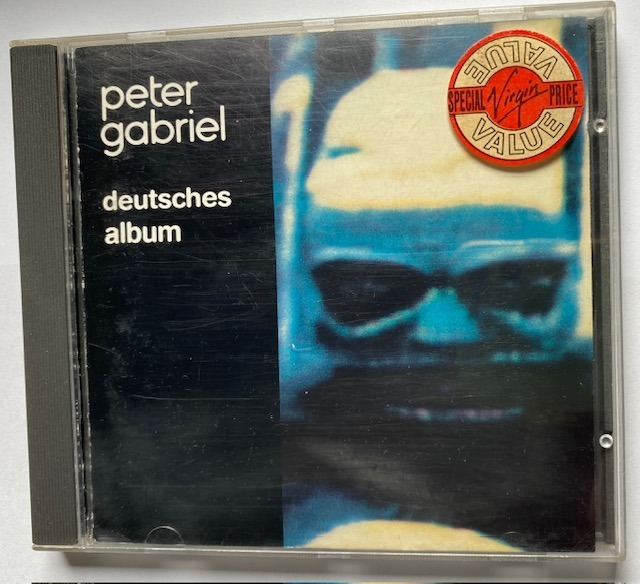 peter
gabriel
deutsches
album
VALUE
SPECIAL Virgin PRICE
VALUE